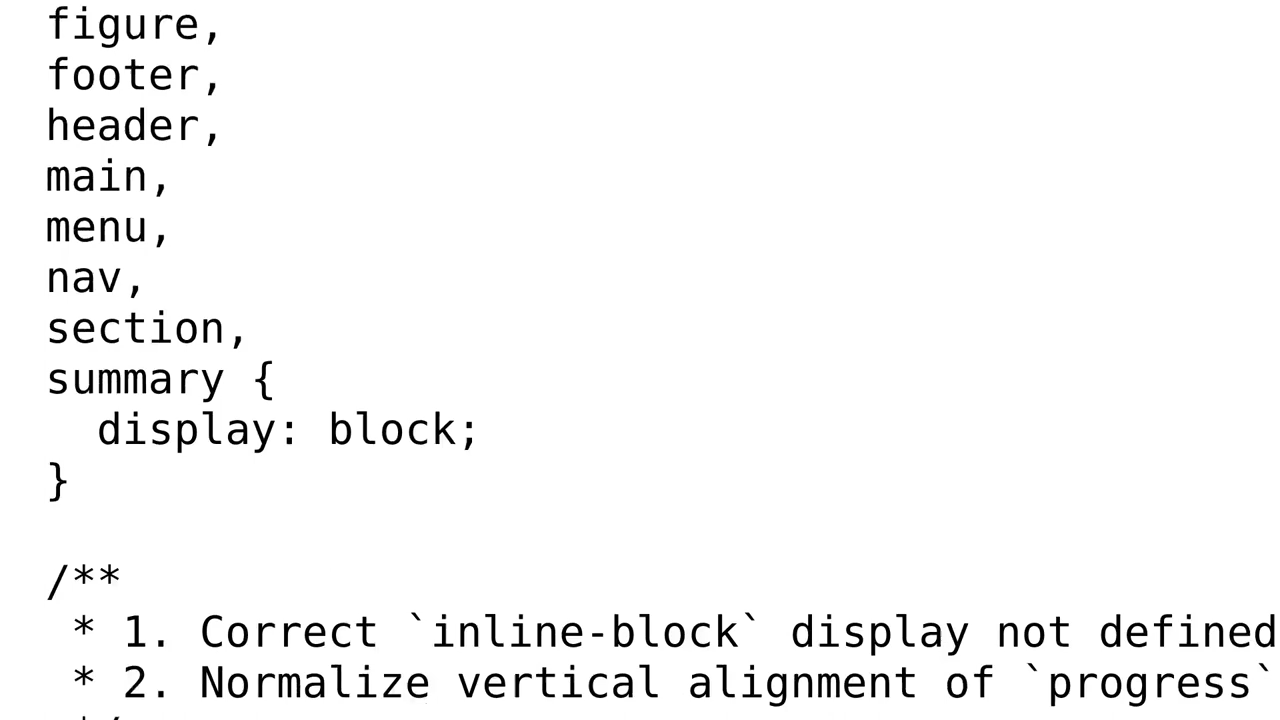 figure,
footer,
header,
main,
menu,
nav,
section,
summary {
  display: block;
}

/**
 * 1. Correct `inline-block` display not defined
 * 2. Normalize vertical alignment of `progress`